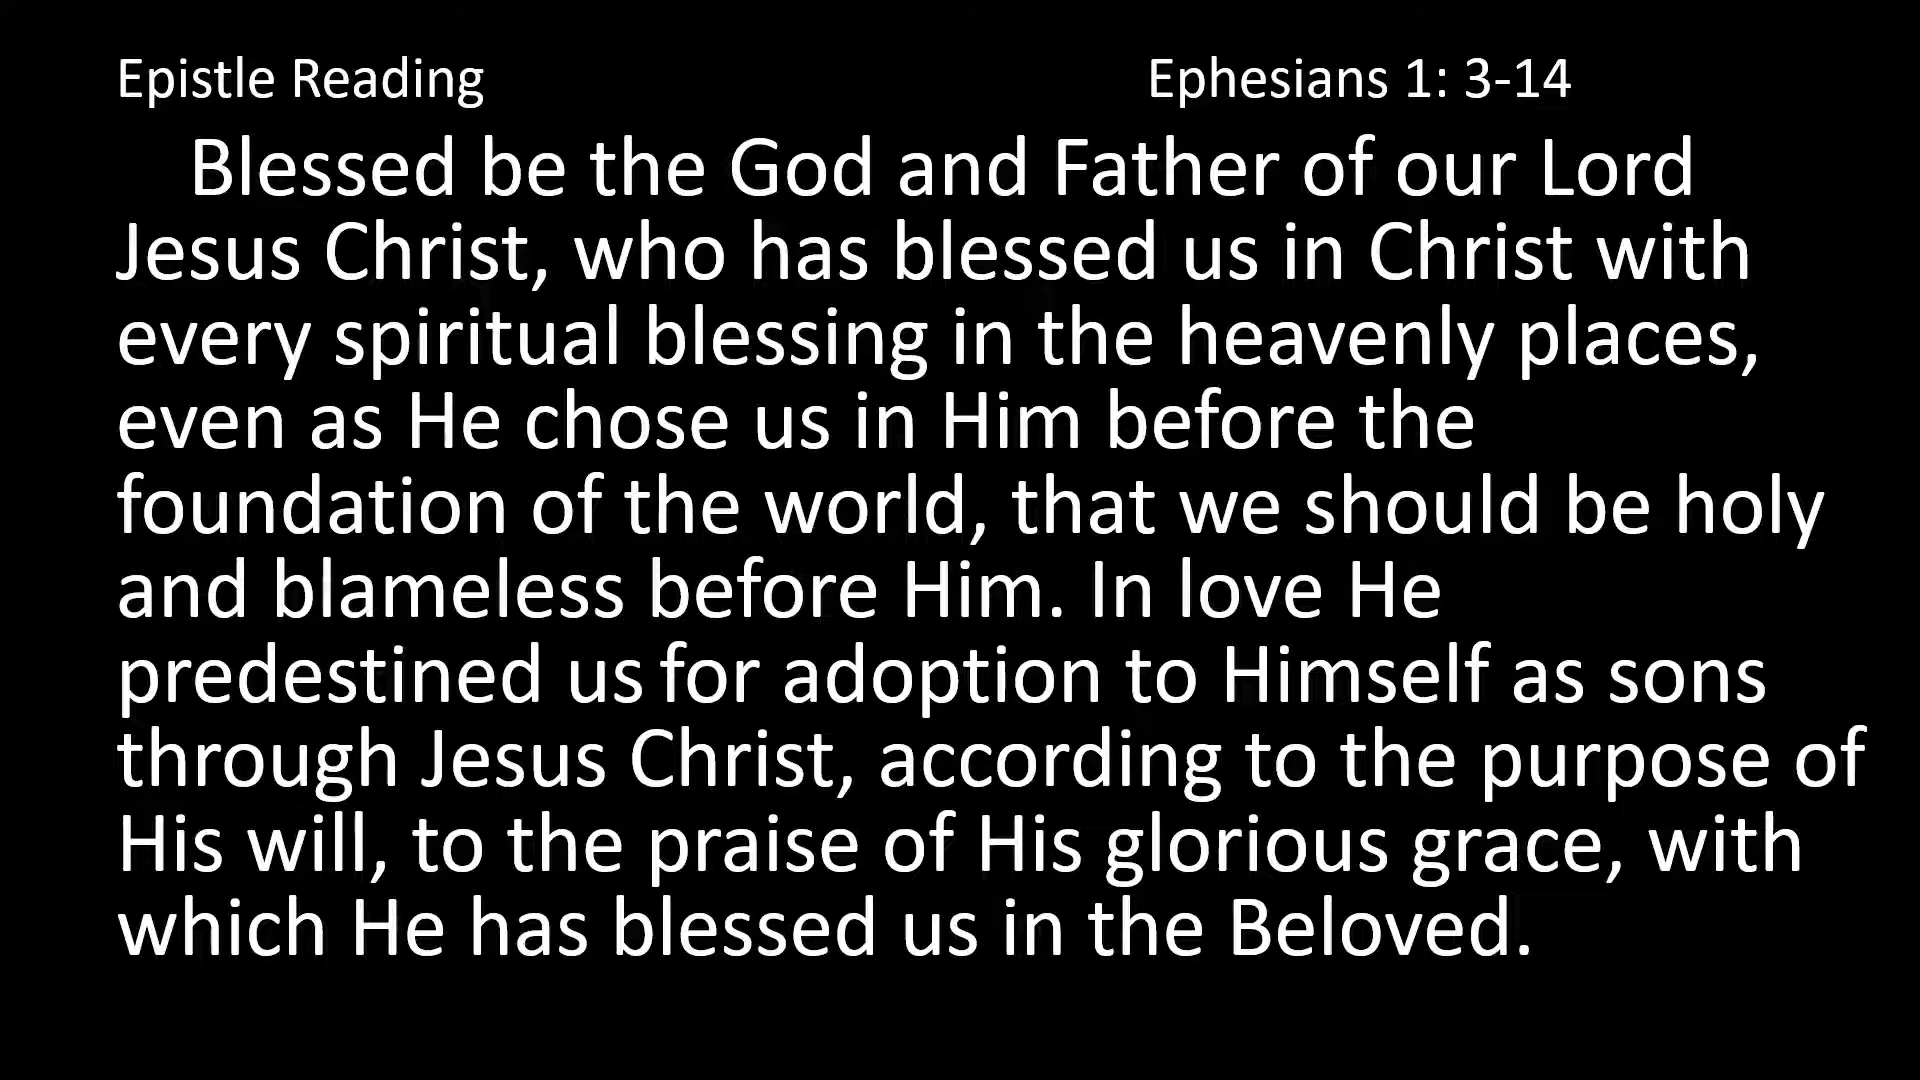 Epistle Reading Ephesians 1: 3-14
Blessed be the God and Father of our Lord
Jesus Christ, who has blessed us in Christ with
every spiritual blessing in the heavenly places,
even as He chose us in Him before the
foundation of the world, that we should be holy
and blameless before Him. In love He
predestined us for adoption to Himself as sons
through Jesus Christ, according to the purpose of
His will, to the praise of His glorious grace, with
which He has blessed us in the Beloved.